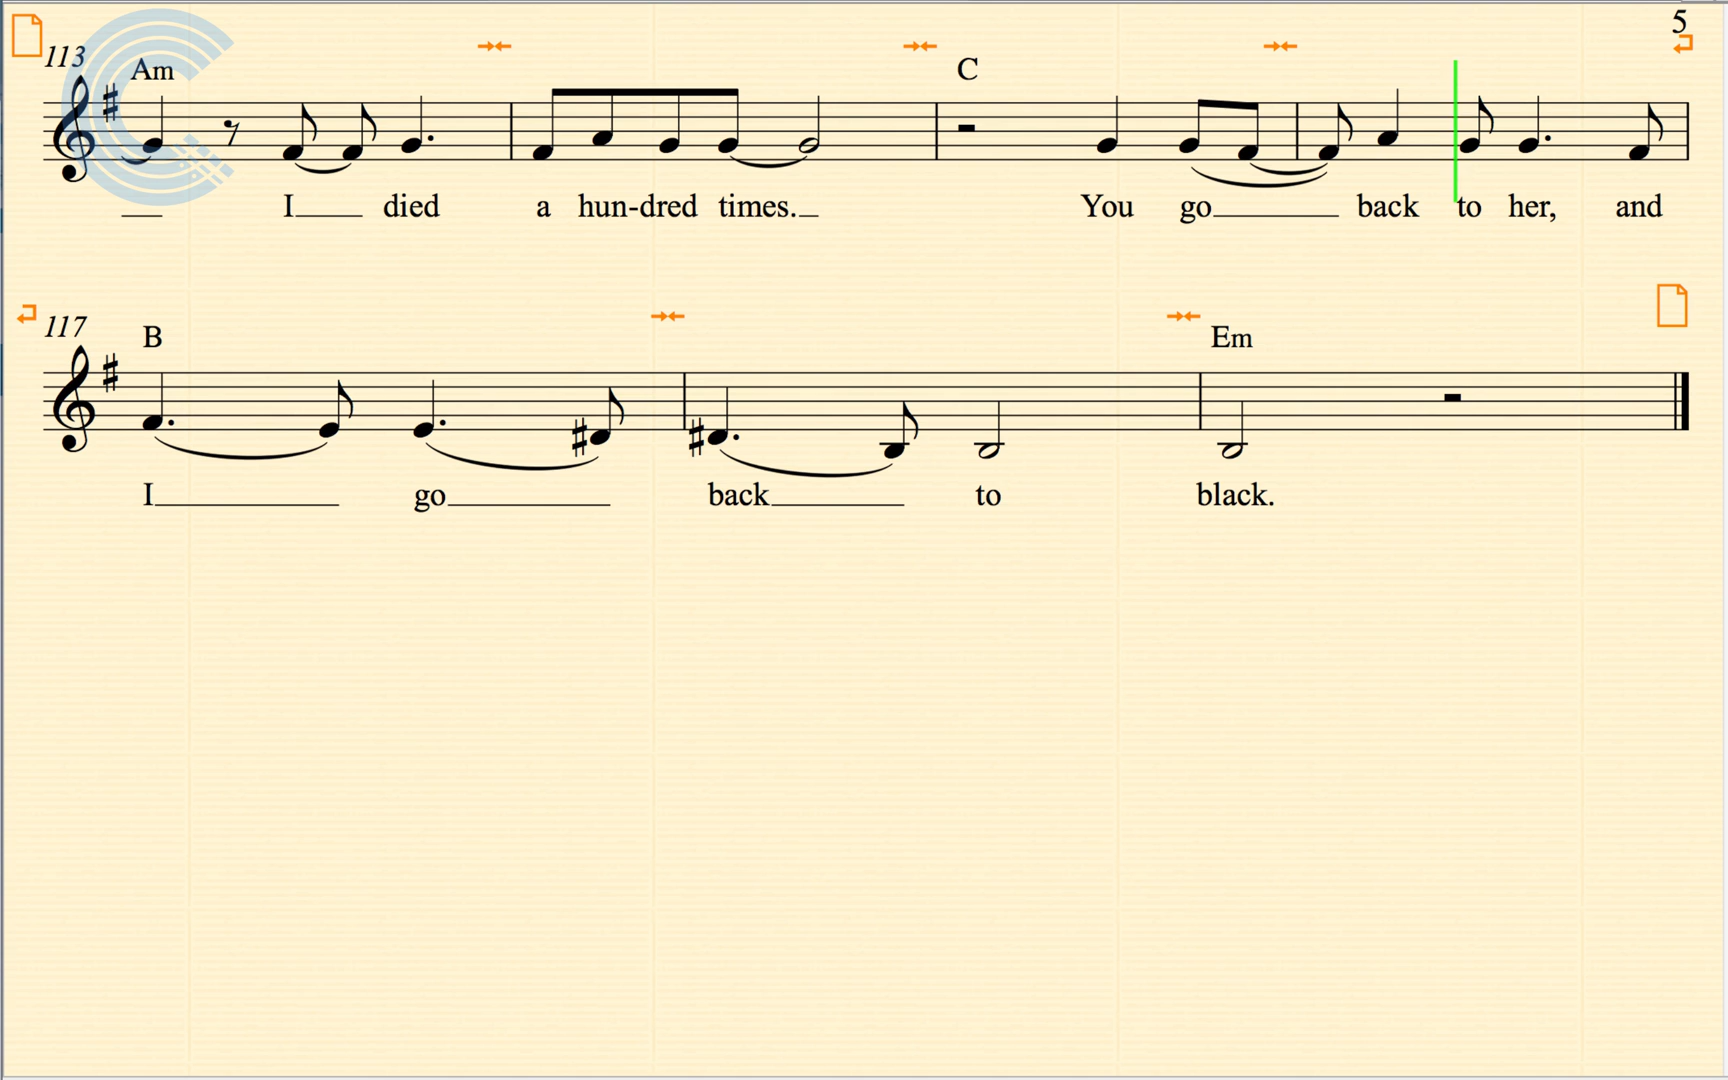 5
113
Am C
I died a hun-dred times. You go back to her, and
117
B Em
I go back to black.